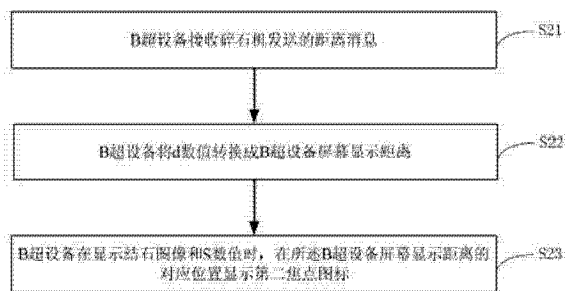 B超设备接收碎石机发送的距离消息
S21
B超设备将d数值转换成B超设备屏幕显示距离
S22
B超设备在显示结石图像和S数值时，在所述B超设备屏幕显示距离的
对应位置显示第二焦点图标
S23